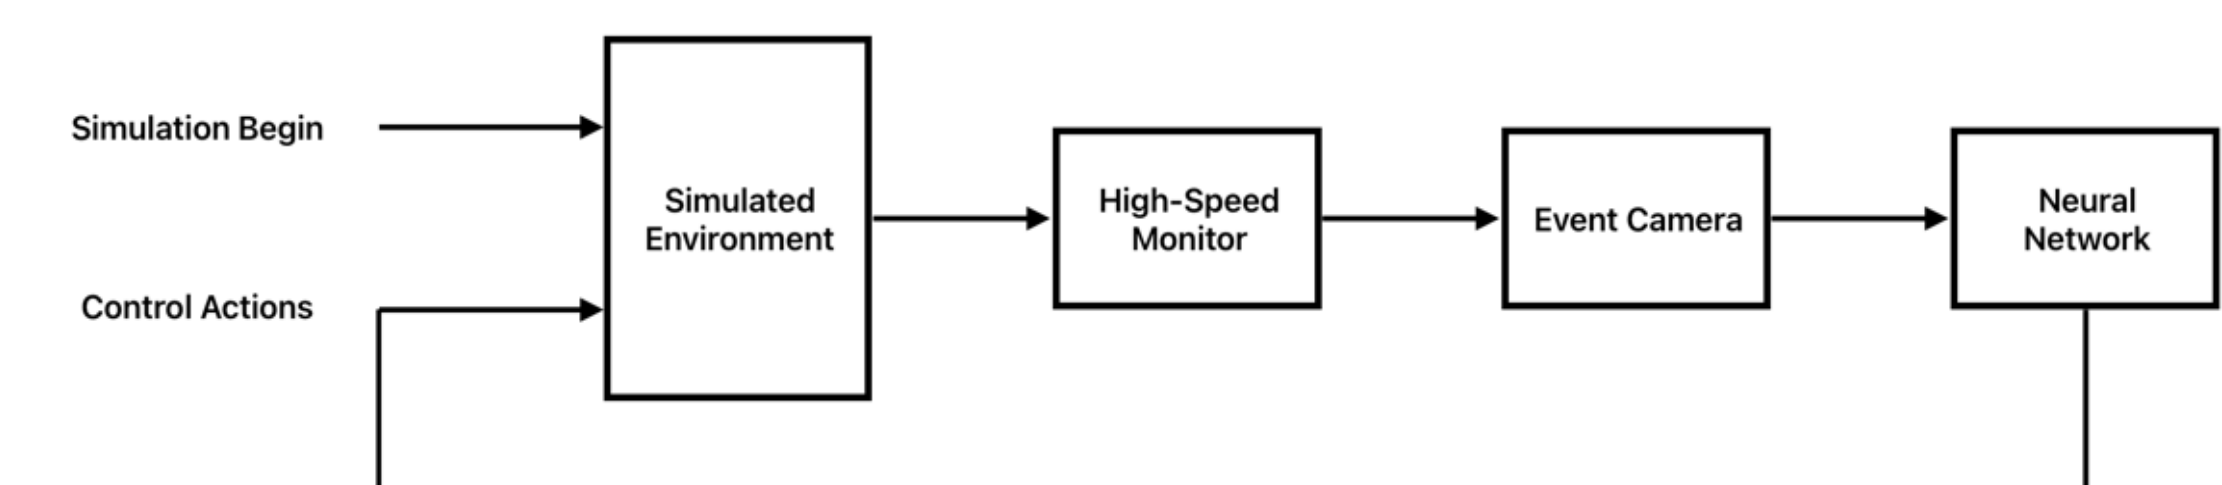 Simulation Begin
Control Actions
Simulated
Environment
High-Speed
Monitor
Event Camera
Neural
Network